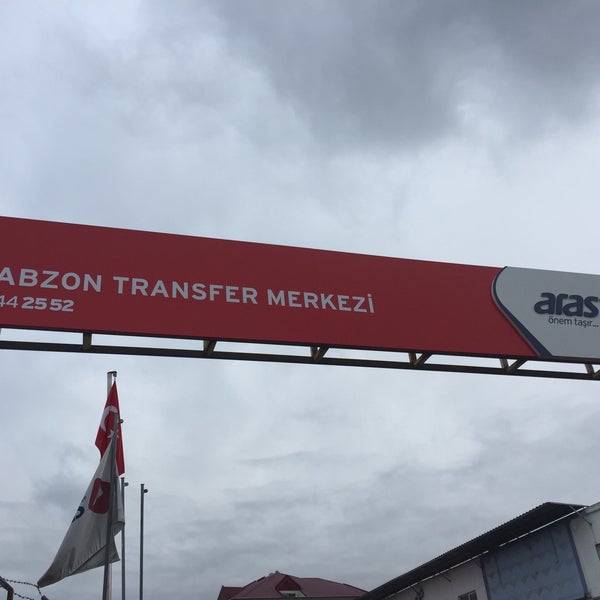 ABZON TRANSFER MERKEZİ
44 25 52
aras
önem taşır...